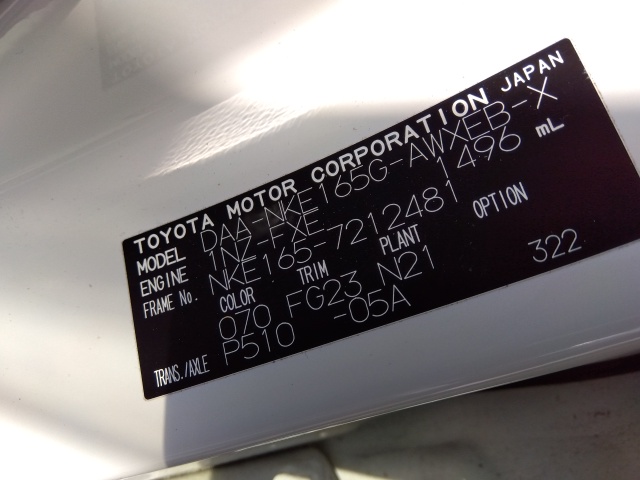 TOYOTA MOTOR CORPORATION JAPAN
MODEL DAA-NKE165G-AWXEB-X
ENGINE 1NZ-FXE 1496 mL
FRAME No. NKE165-7212481
COLOR TRIM PLANT OPTION
0Z0 FG23 N21 322
TRANS./AXLE P510 -05A